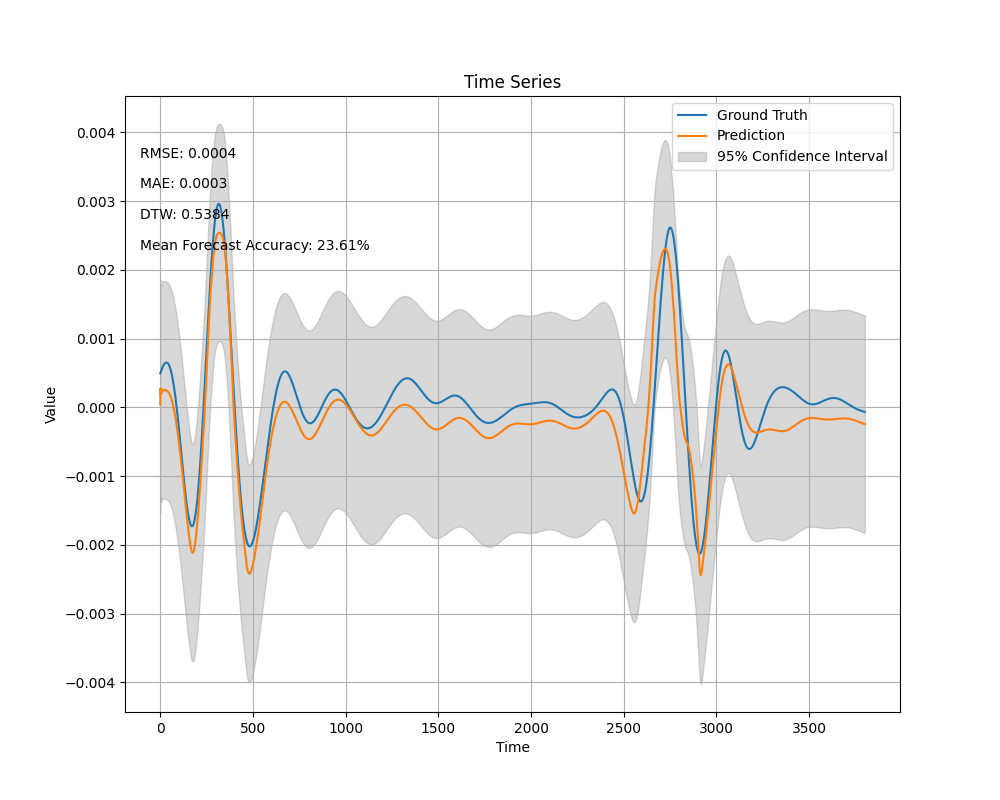 Time Series
Ground Truth
Prediction
95% Confidence Interval
RMSE: 0.0004
MAE: 0.0003
DTW: 0.5384
Mean Forecast Accuracy: 23.61%
Value
0.004
0.003
0.002
0.001
0.000
−0.001
−0.002
−0.003
−0.004
0 500 1000 1500 2000 2500 3000 3500
Time